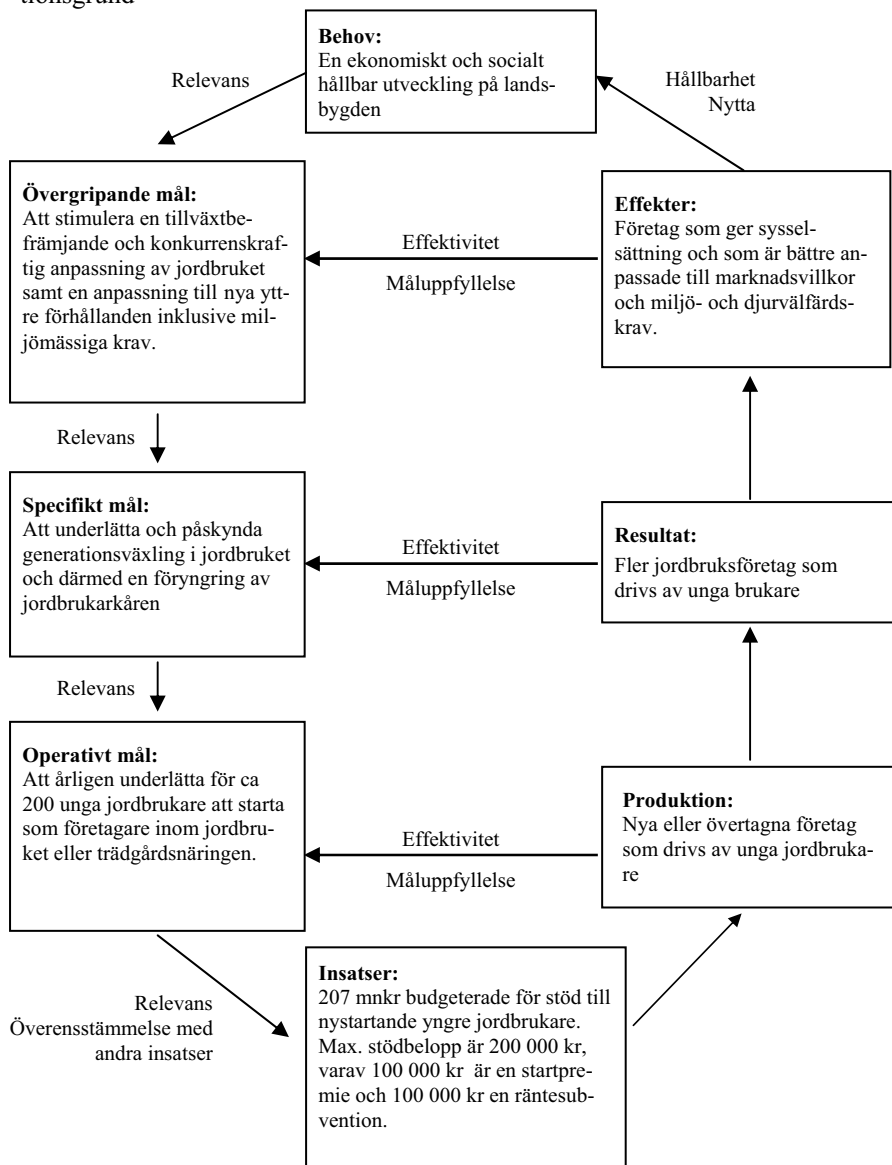 tionsgrund
Behov:
En ekonomiskt och socialt
hållbar utveckling på lands-
bygden
Relevans
Hållbarhet
Nytta
Övergripande mål:
Att stimulera en tillväxtbe-
främjande och konkurrenskraf-
tig anpassning av jordbruket
samt en anpassning till nya ytt-
re förhållanden inklusive mil-
jömässiga krav.
Effektivitet
Måluppfyllelse
Effekter:
Företag som ger syssel-
sättning och som är bättre an-
passade till marknadsvillkor
och miljö- och djurvälfärds-
krav.
Relevans
Specifikt mål:
Att underlätta och påskynda
generationsväxling i jordbruket
och därmed en föryngring av
jordbrukarkåren
Effektivitet
Måluppfyllelse
Resultat:
Fler jordbruksföretag som
drivs av unga brukare
Relevans
Operativt mål:
Att årligen underlätta för ca
200 unga jordbrukare att starta
som företagare inom jordbru-
ket eller trädgårdsnäringen.
Effektivitet
Måluppfyllelse
Produktion:
Nya eller övertagna företag
som drivs av unga jordbruka-
re
Relevans
Överensstämmelse med
andra insatser
Insatser:
207 mnkr budgeterade för stöd till
nystartande yngre jordbrukare.
Max. stödbelopp är 200 000 kr,
varav 100 000 kr är en startpre-
mie och 100 000 kr en räntesub-
vention.